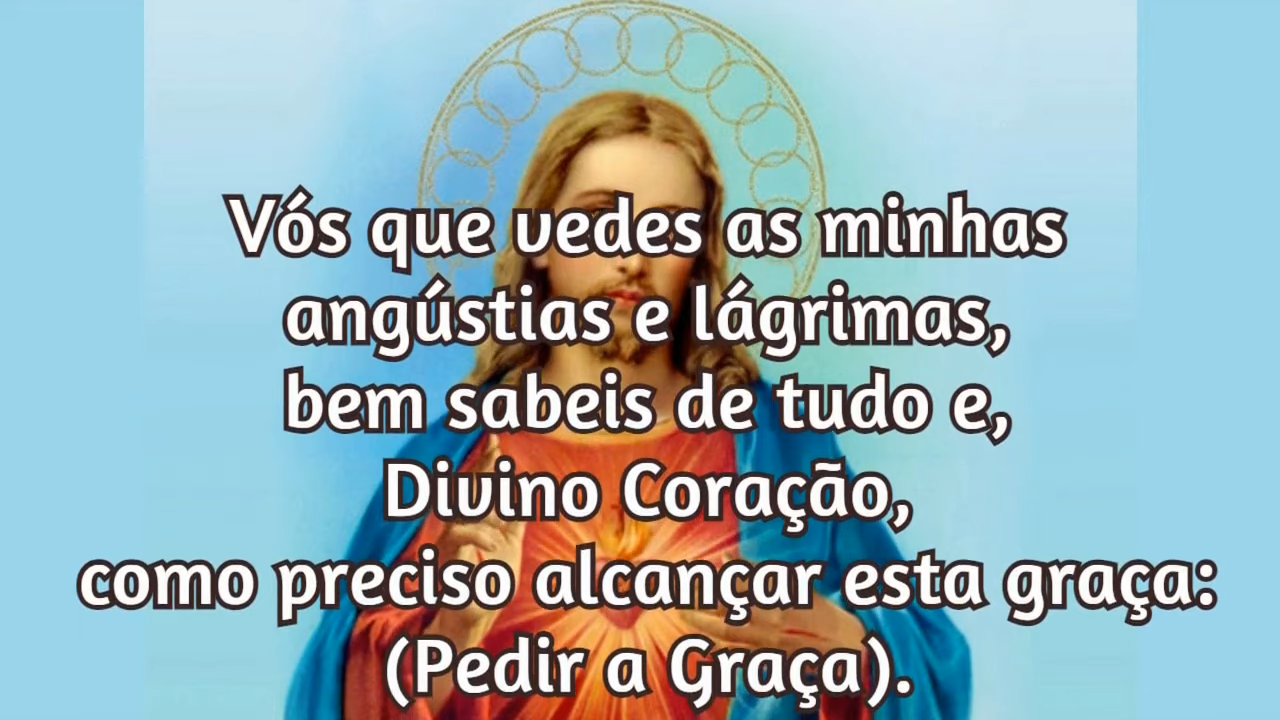 Vós que vedes as minhas
angústias e lágrimas,
bem sabeis de tudo e,
Divino Coração,
como preciso alcançar esta graça:
(Pedir a Graça).